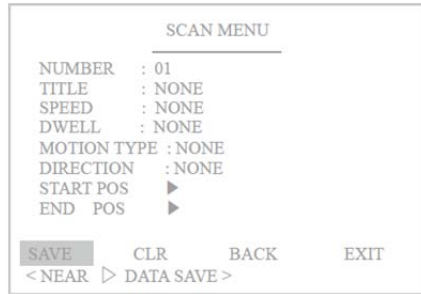 SCAN MENU
NUMBER : 01
TITLE : NONE
SPEED : NONE
DWELL : NONE
MOTION TYPE : NONE
DIRECTION : NONE
START POS ▶
END POS ▶
SAVE CLR BACK EXIT
< NEAR ▷ DATA SAVE >